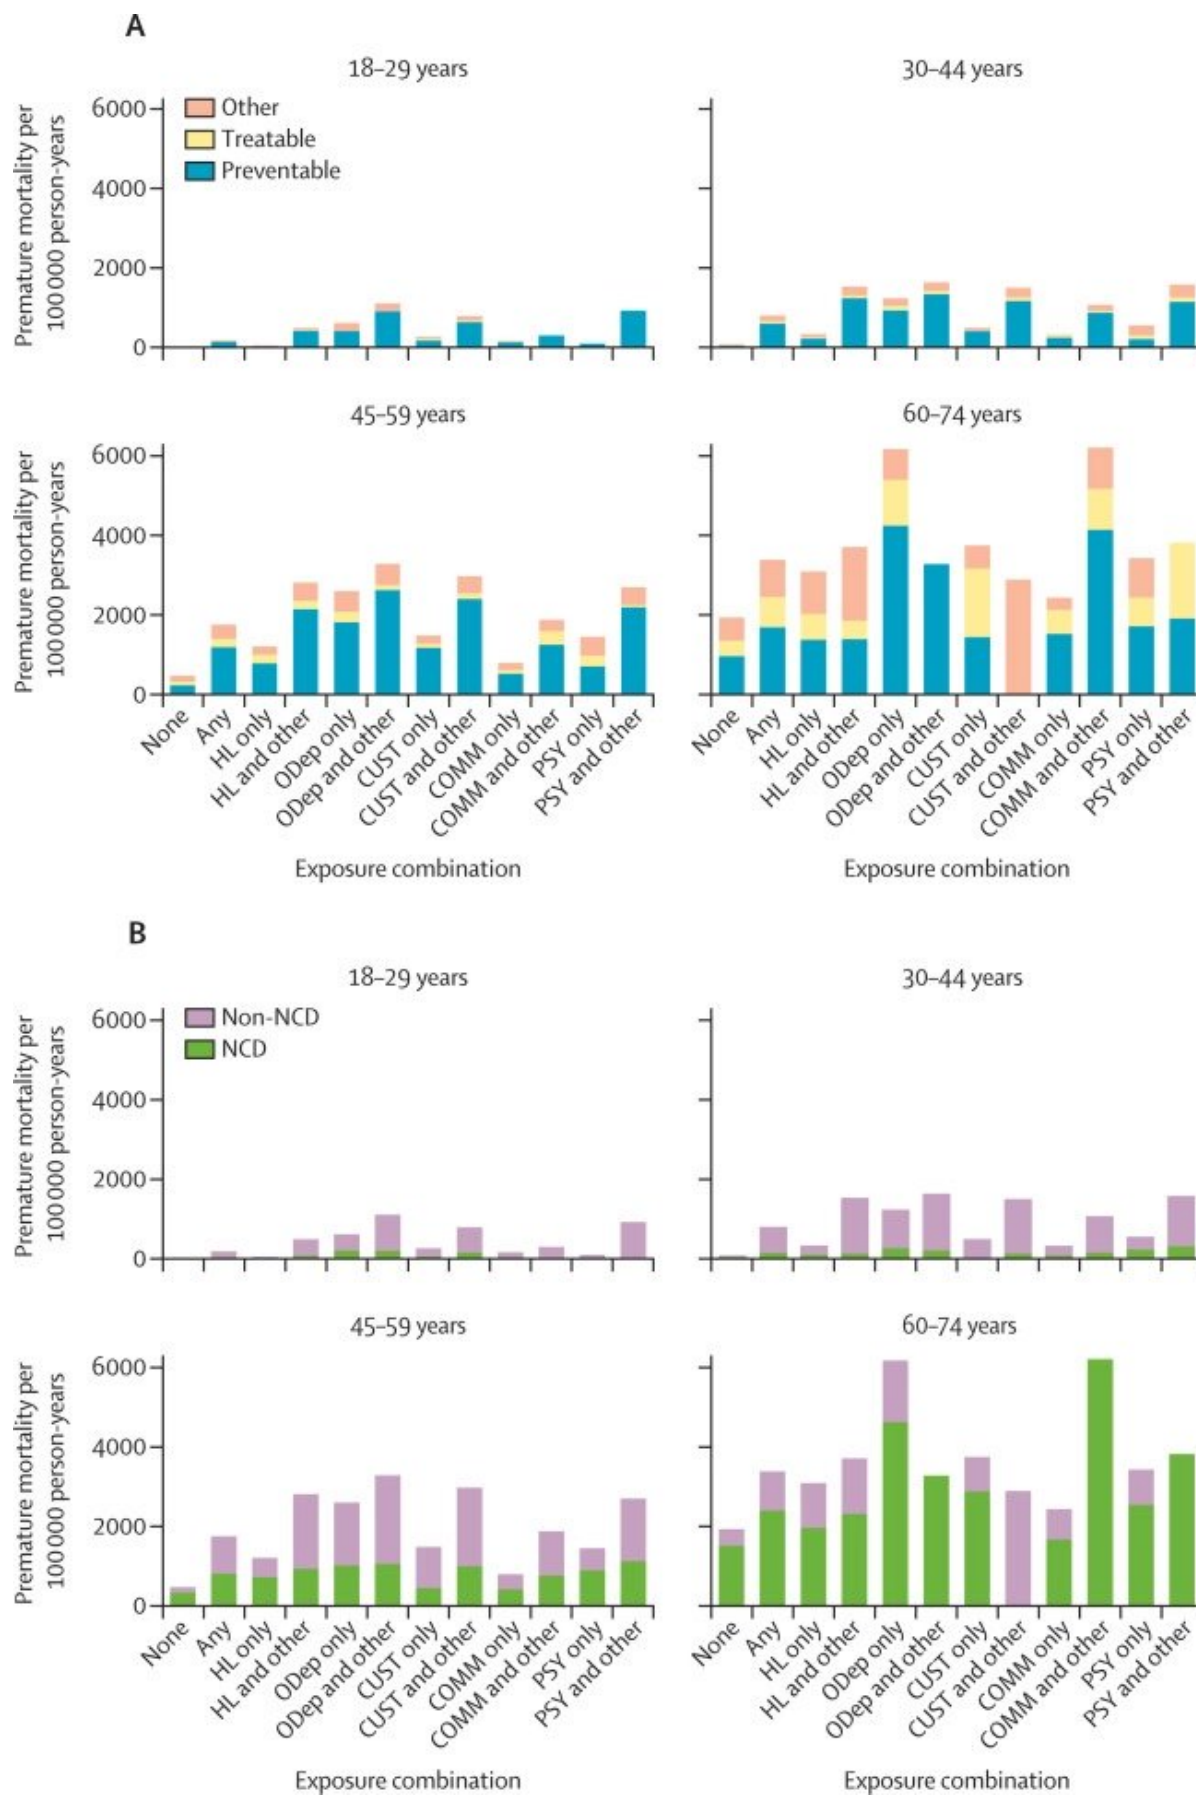 A
18–29 years
30–44 years
Premature mortality per
100 000 person-years
6000
4000
2000
0
Other
Treatable
Preventable
45–59 years
60–74 years
Premature mortality per
100 000 person-years
6000
4000
2000
0
None
Any
HL only
HL and other
ODep only
ODep and other
CUST only
CUST and other
COMM only
COMM and other
PSY only
PSY and other
Exposure combination
None
Any
HL only
HL and other
ODep only
ODep and other
CUST only
CUST and other
COMM only
COMM and other
PSY only
PSY and other
Exposure combination
B
18–29 years
30–44 years
Premature mortality per
100 000 person-years
6000
4000
2000
0
Non-NCD
NCD
45–59 years
60–74 years
Premature mortality per
100 000 person-years
6000
4000
2000
0
None
Any
HL only
HL and other
ODep only
ODep and other
CUST only
CUST and other
COMM only
COMM and other
PSY only
PSY and other
Exposure combination
None
Any
HL only
HL and other
ODep only
ODep and other
CUST only
CUST and other
COMM only
COMM and other
PSY only
PSY and other
Exposure combination